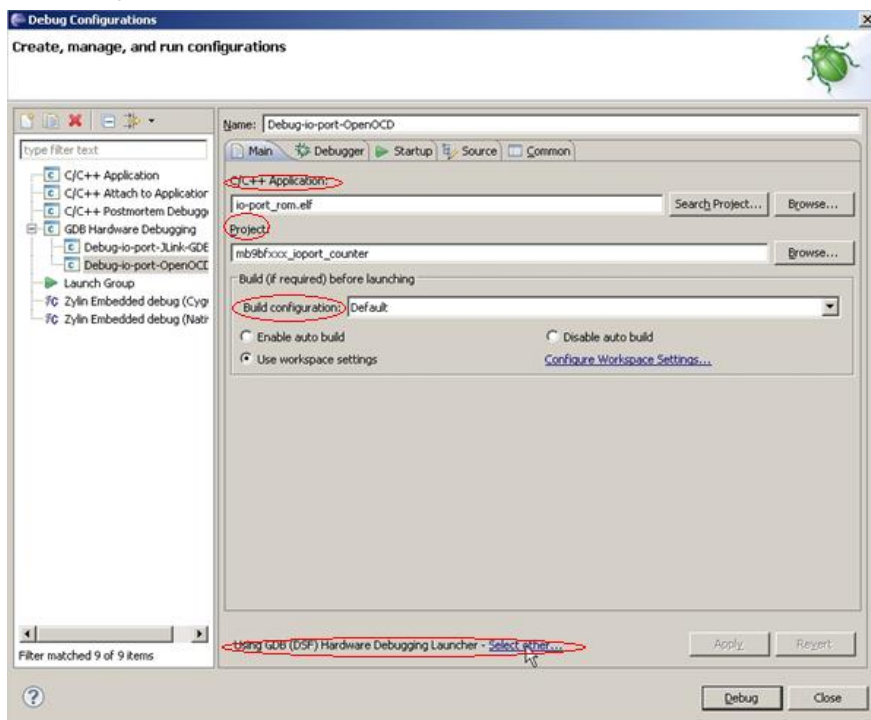 Debug Configurations
Create, manage, and run configurations
Name: Debug-io-port-OpenOCD
type filter text
Main Debugger Startup Source Common
C/C++ Application
C/C++ Attach to Application
C/C++ Postmortem Debugg
GDB Hardware Debugging
Debug-io-port-JLink-GDB
Debug-io-port-OpenOCD
Launch Group
Zylin Embedded debug (Cyg
Zylin Embedded debug (Nativ
C/C++ Application:
io-port_rom.elf Search Project... Browse...
Project:
mb9bfxxx_ioport_counter Browse...
Build (if required) before launching
Build configuration: Default
Enable auto build Disable auto build
Use workspace settings Configure Workspace Settings...
Using GDB (DSF) Hardware Debugging Launcher - Select other... Apply Revert
Filter matched 9 of 9 items
Debug Close